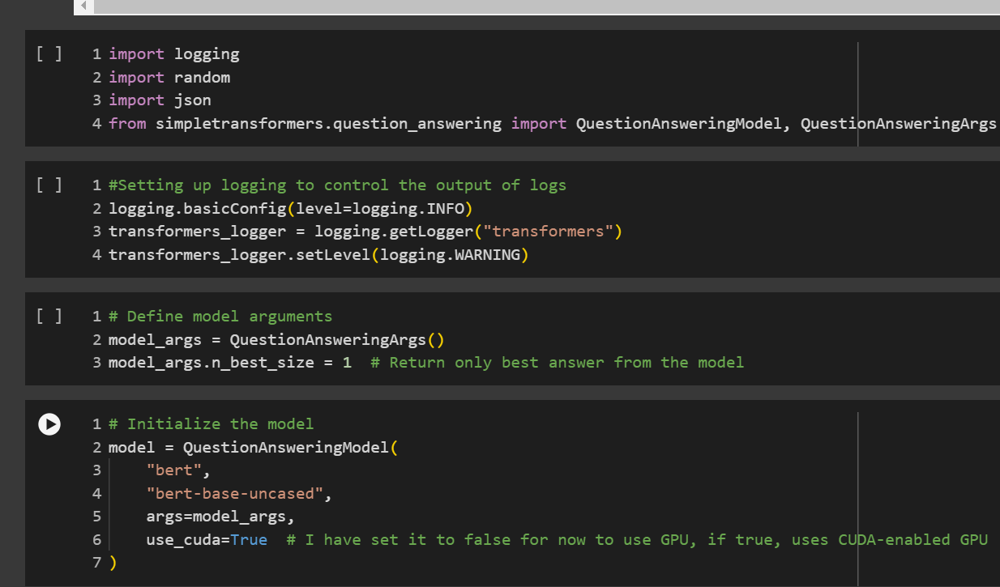 [ ] 1 import logging
2 import random
3 import json
4 from simpletransformers.question_answering import QuestionAnsweringModel, QuestionAnsweringArgs
[ ] 1 #Setting up logging to control the output of logs
2 logging.basicConfig(level=logging.INFO)
3 transformers_logger = logging.getLogger("transformers")
4 transformers_logger.setLevel(logging.WARNING)
[ ] 1 # Define model arguments
2 model_args = QuestionAnsweringArgs()
3 model_args.n_best_size = 1  # Return only best answer from the model
1 # Initialize the model
2 model = QuestionAnsweringModel(
3     "bert",
4     "bert-base-uncased",
5     args=model_args,
6     use_cuda=True  # I have set it to false for now to use GPU, if true, uses CUDA-enabled GPU
7 )